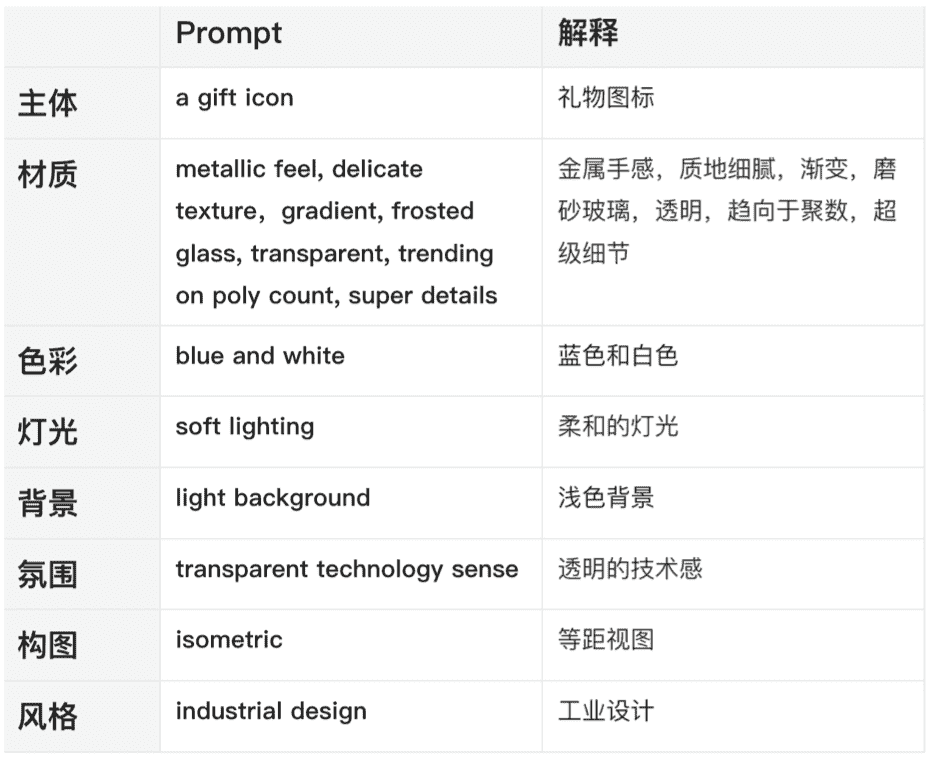 Prompt 解释
主体 a gift icon 礼物图标
材质 metallic feel, delicate 金属手感，质地细腻，渐变，磨
texture，gradient, frosted 砂玻璃，透明，趋向于聚数，超
glass, transparent, trending 级细节
on poly count, super details
色彩 blue and white 蓝色和白色
灯光 soft lighting 柔和的灯光
背景 light background 浅色背景
氛围 transparent technology sense 透明的技术感
构图 isometric 等距视图
风格 industrial design 工业设计